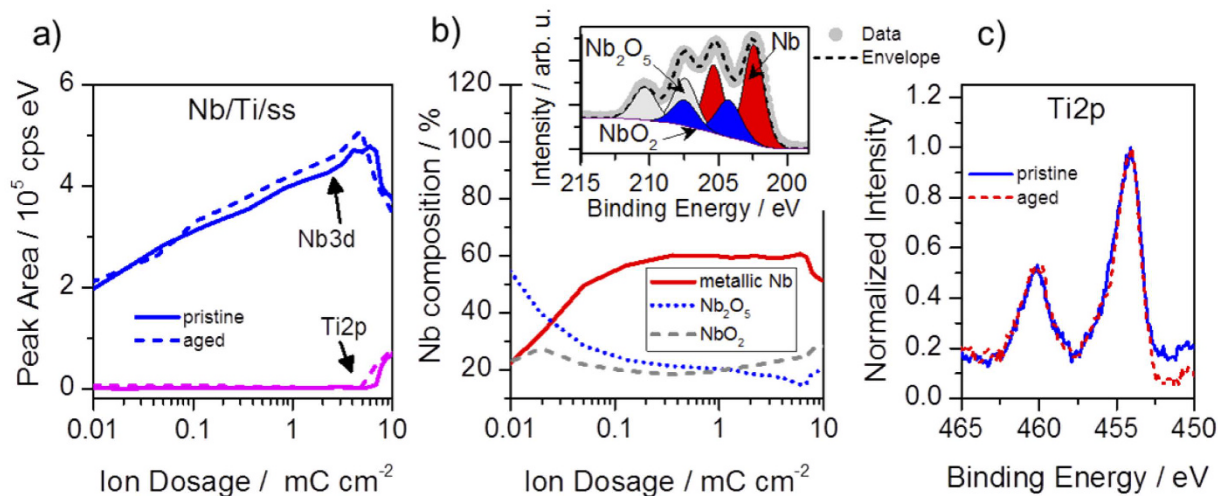 a)
Nb/Ti/ss
Peak Area / 10⁵ cps eV
6
4
2
0
Nb3d
Ti2p
pristine
aged
0.01
0.1
1
10
Ion Dosage / mC cm⁻²
b)
Nb composition / %
120
100
80
60
40
20
metallic Nb
Nb₂O₅
NbO₂
0.01
0.1
1
10
Ion Dosage / mC cm⁻²
Intensity / arb. u.
Nb₂O₅
Nb
NbO₂
215
210
205
200
Binding Energy / eV
Data
Envelope
c)
Ti2p
Normalized Intensity
1.2
1.0
0.8
0.6
0.4
0.2
0.0
pristine
aged
465
460
455
450
Binding Energy / eV